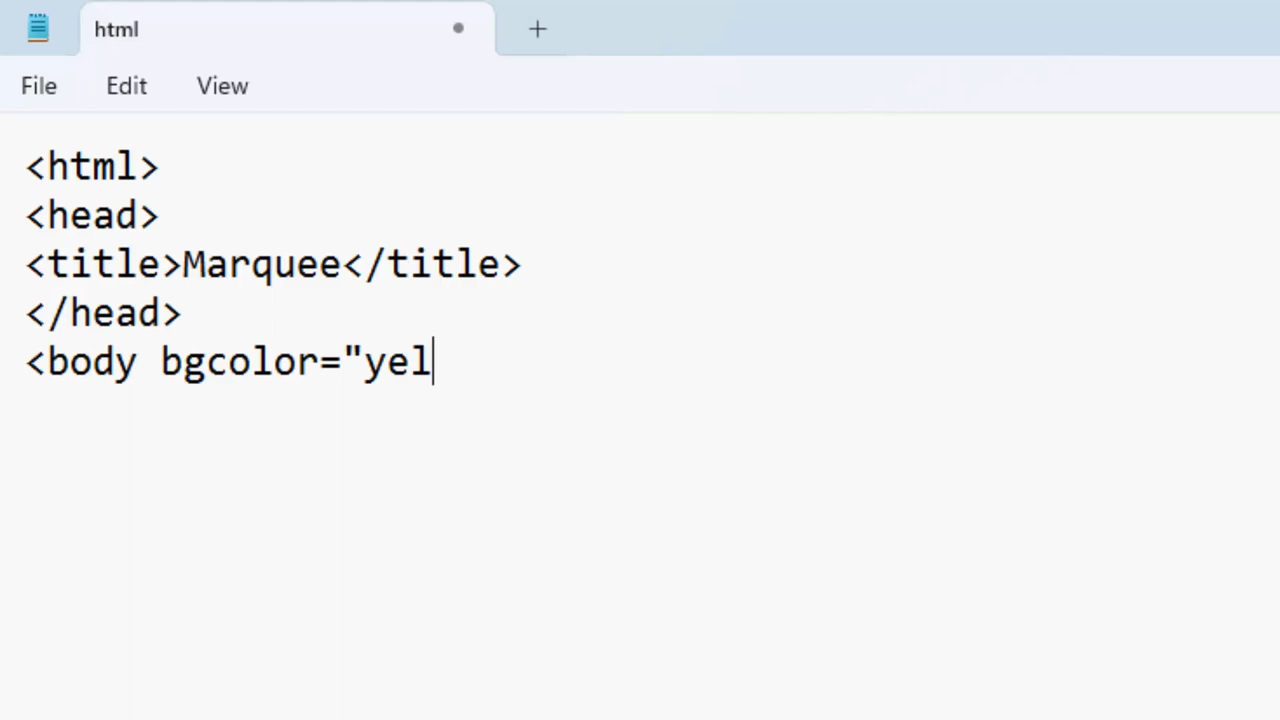 html
File Edit View
<html>
<head>
<title>Marquee</title>
</head>
<body bgcolor="yel